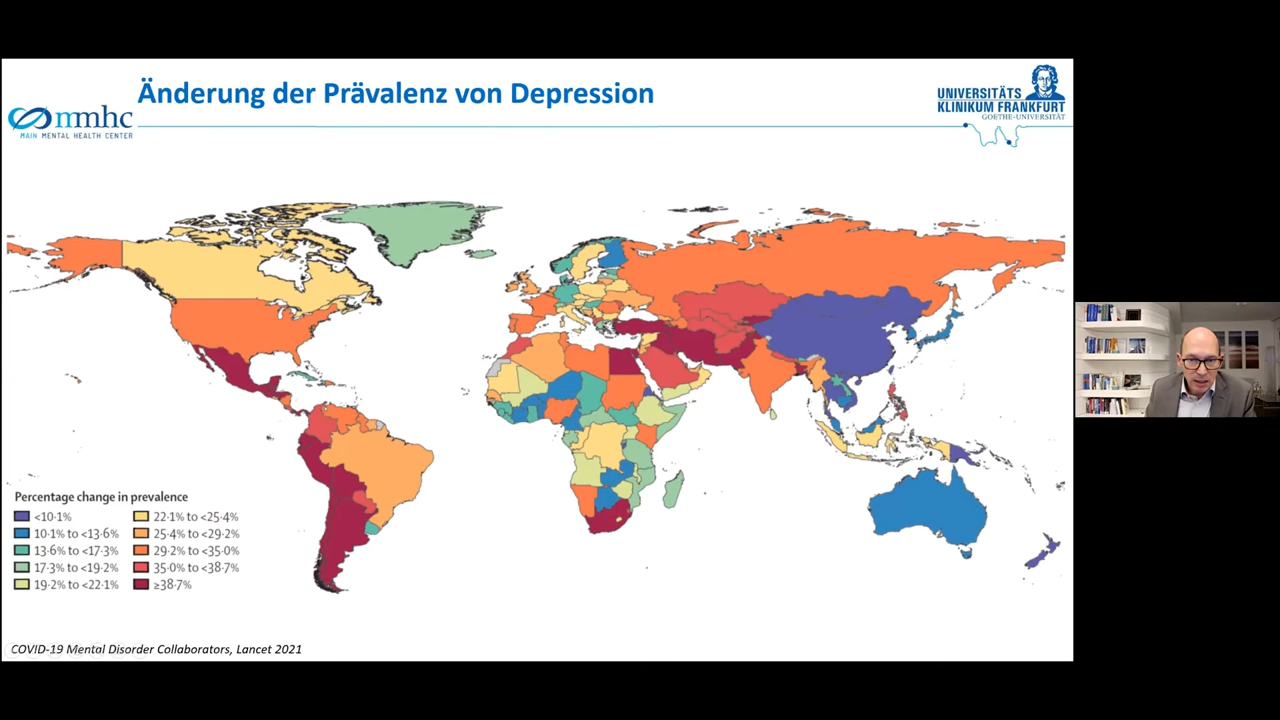 Änderung der Prävalenz von Depression
mmhc
MAIN MENTAL HEALTH CENTER
UNIVERSITÄTS
KLINIKUM FRANKFURT
GOETHE-UNIVERSITÄT
Percentage change in prevalence
<10·1%
10·1% to <13·6%
13·6% to <17·3%
17·3% to <19·2%
19·2% to <22·1%
22·1% to <25·4%
25·4% to <29·2%
29·2% to <35·0%
35·0% to <38·7%
≥38·7%
COVID-19 Mental Disorder Collaborators, Lancet 2021